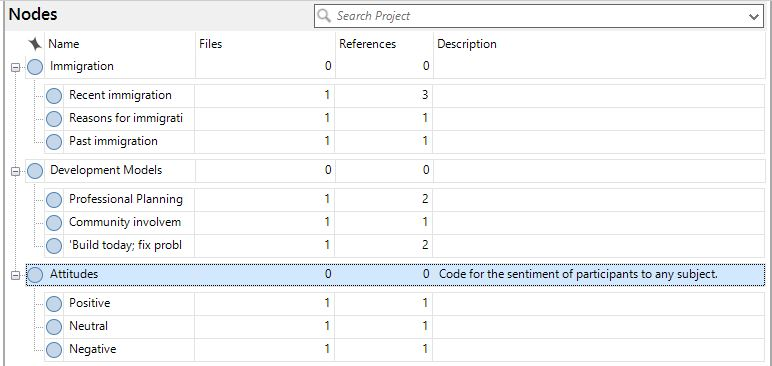 Nodes
Search Project
Name Files References Description
Immigration 0 0
Recent immigration 1 3
Reasons for immigrati 1 1
Past immigration 1 1
Development Models 0 0
Professional Planning 1 2
Community involvem 1 1
'Build today; fix probl 1 2
Attitudes 0 0 Code for the sentiment of participants to any subject.
Positive 1 1
Neutral 1 1
Negative 1 1